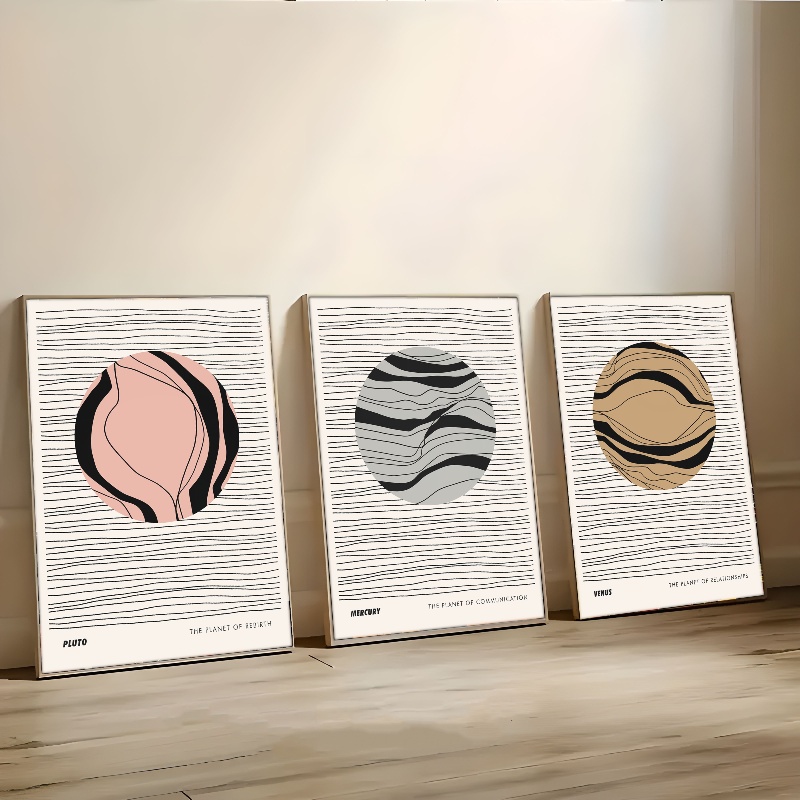 PLUTO
THE PLANET OF REBIRTH
MERCURY
THE PLANET OF COMMUNICATION
VENUS
THE PLANET OF RELATIONSHIPS